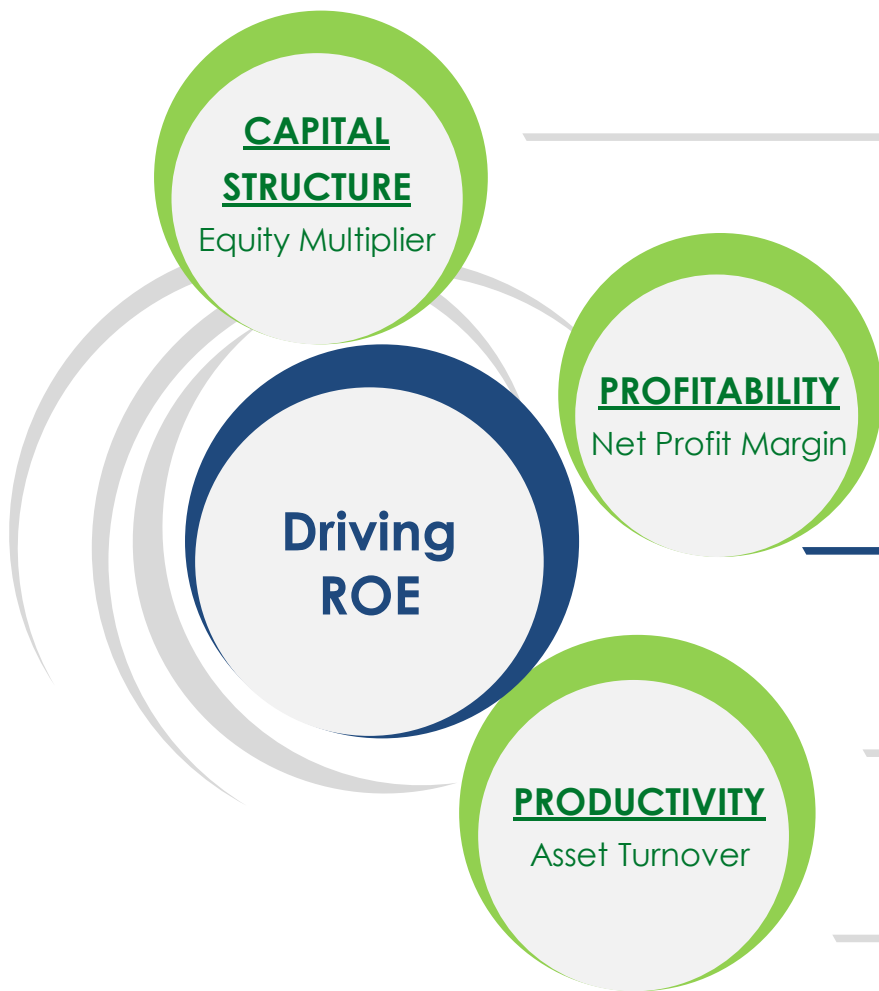 CAPITAL
STRUCTURE
Equity Multiplier
PROFITABILITY
Net Profit Margin
Driving
ROE
PRODUCTIVITY
Asset Turnover